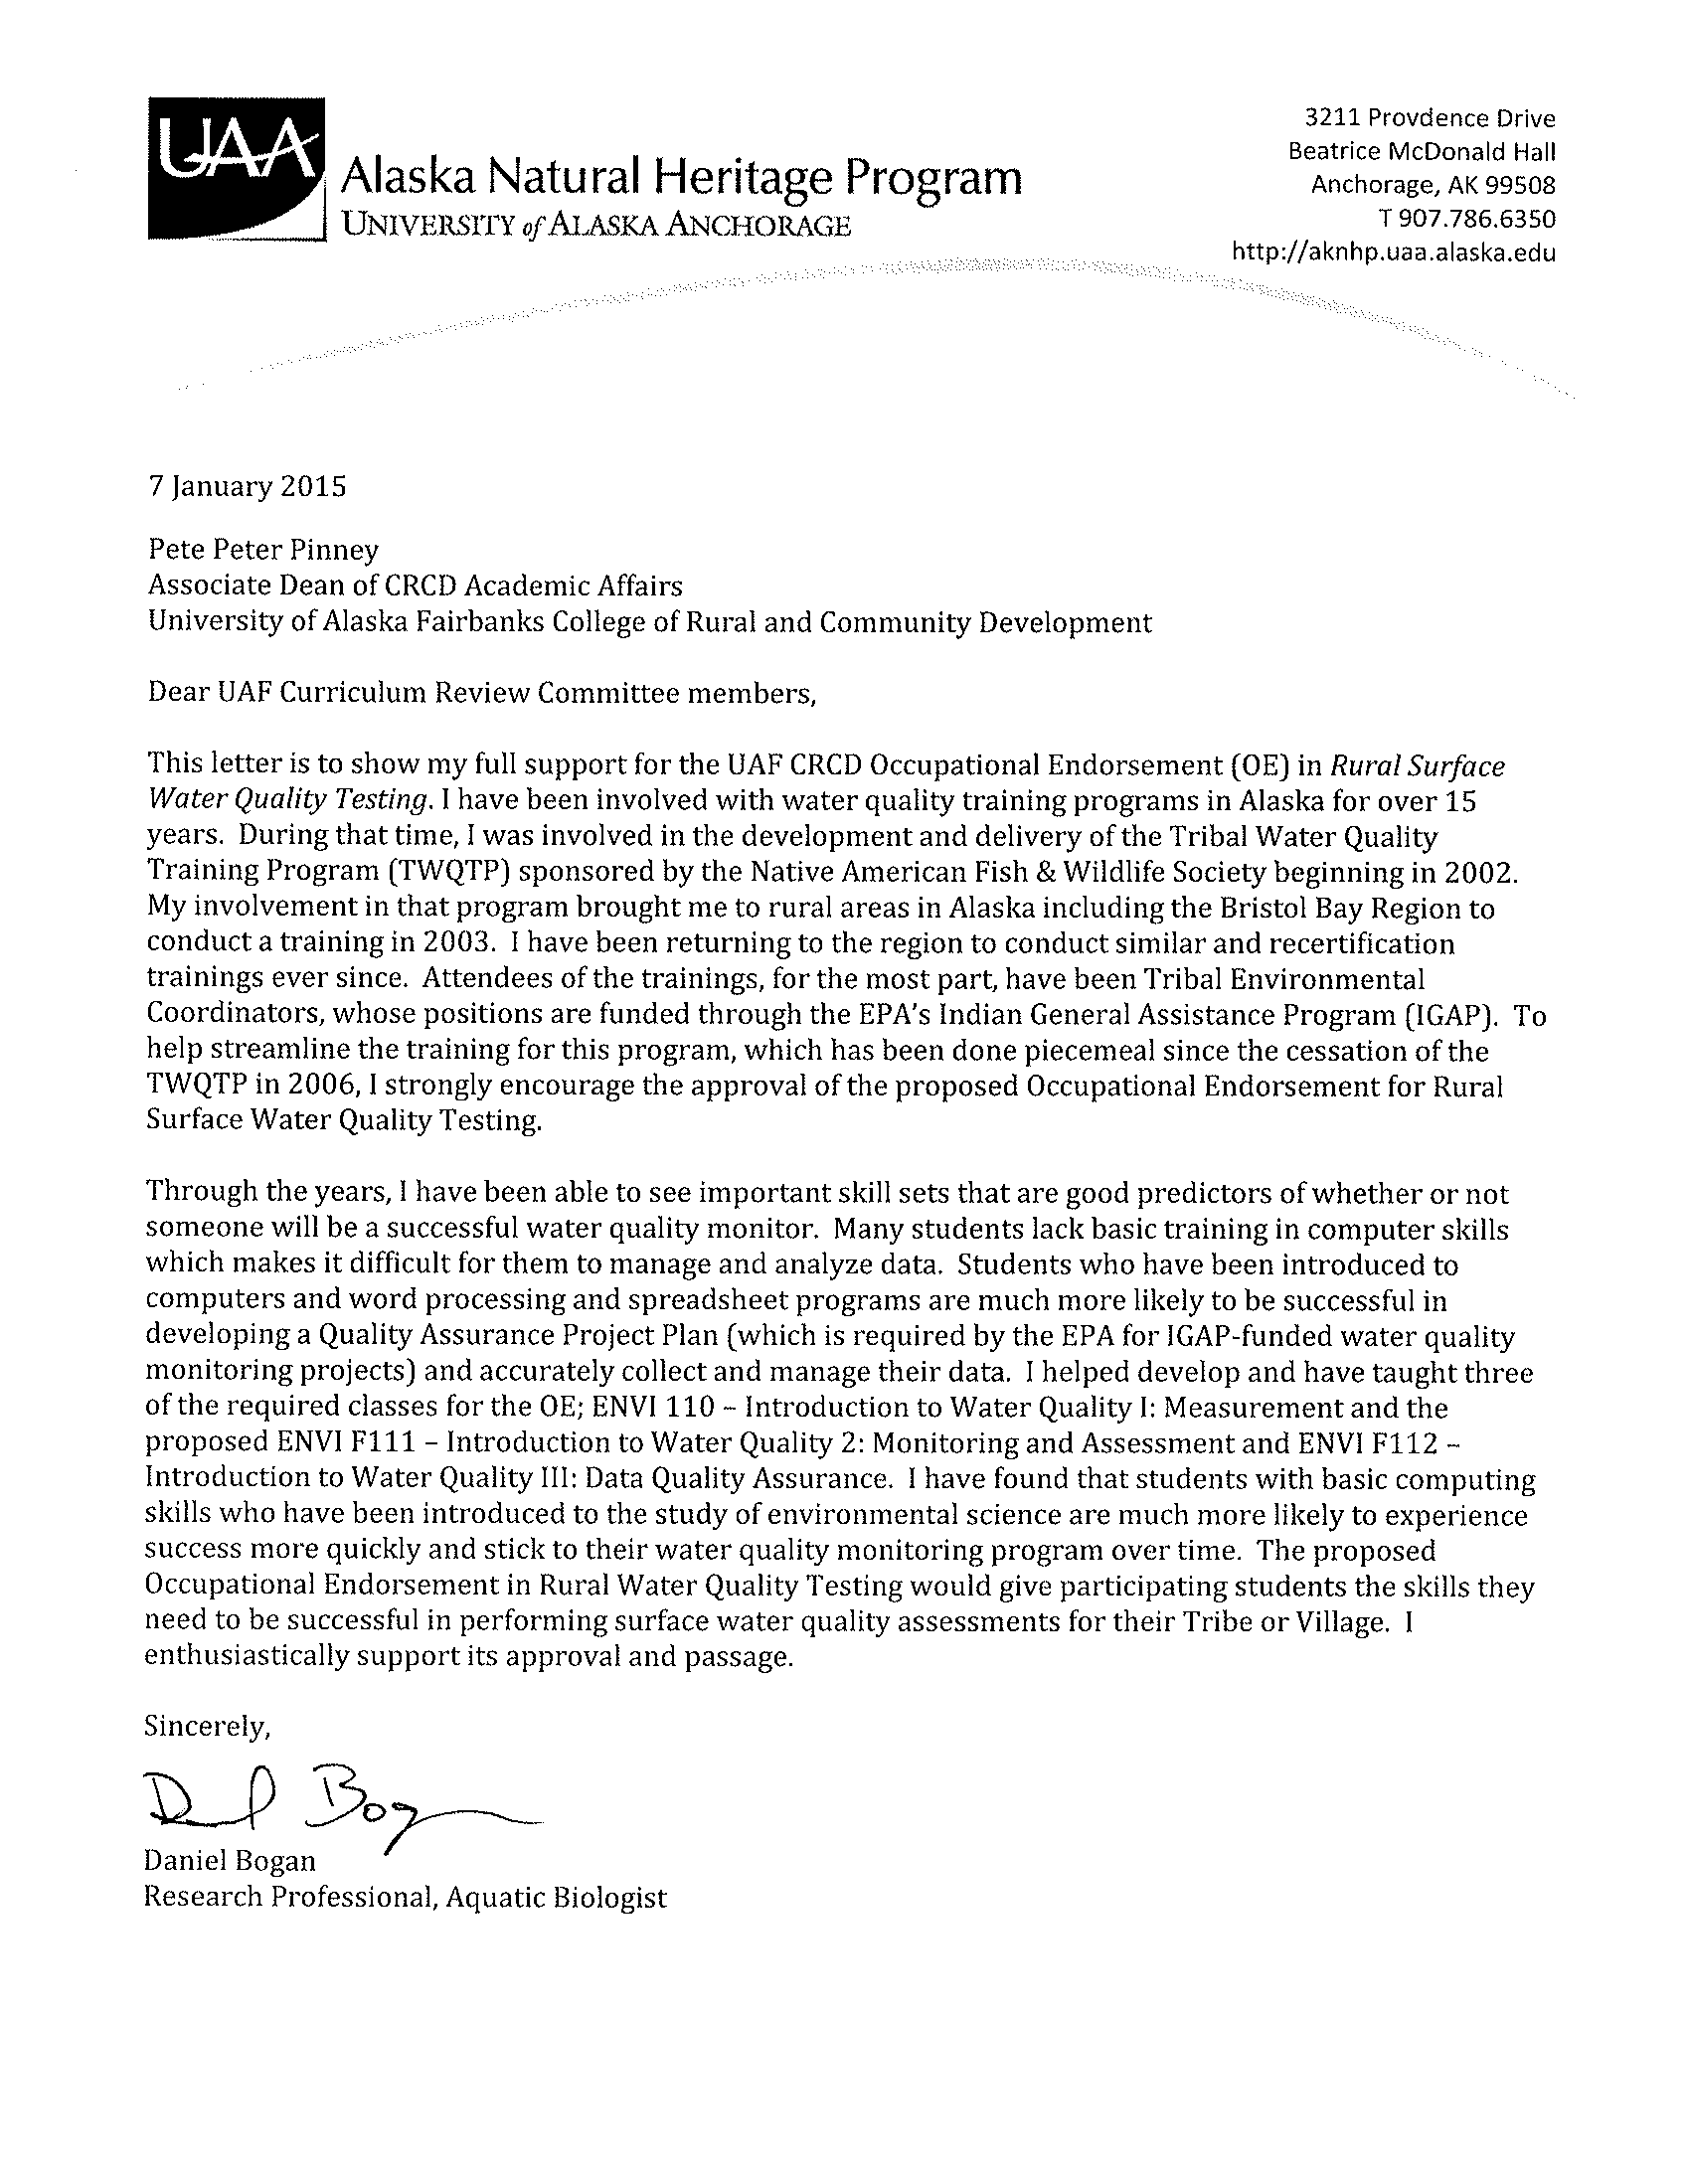 UAA
Alaska Natural Heritage Program
UNIVERSITY of ALASKA ANCHORAGE
3211 Provdence Drive
Beatrice McDonald Hall
Anchorage, AK 99508
T 907.786.6350
http://aknhp.uaa.alaska.edu
7 January 2015
Pete Peter Pinney
Associate Dean of CRCD Academic Affairs
University of Alaska Fairbanks College of Rural and Community Development
Dear UAF Curriculum Review Committee members,
This letter is to show my full support for the UAF CRCD Occupational Endorsement (OE) in Rural Surface
Water Quality Testing. I have been involved with water quality training programs in Alaska for over 15
years. During that time, I was involved in the development and delivery of the Tribal Water Quality
Training Program (TWQTP) sponsored by the Native American Fish & Wildlife Society beginning in 2002.
My involvement in that program brought me to rural areas in Alaska including the Bristol Bay Region to
conduct a training in 2003. I have been returning to the region to conduct similar and recertification
trainings ever since. Attendees of the trainings, for the most part, have been Tribal Environmental
Coordinators, whose positions are funded through the EPA's Indian General Assistance Program (IGAP). To
help streamline the training for this program, which has been done piecemeal since the cessation of the
TWQTP in 2006, I strongly encourage the approval of the proposed Occupational Endorsement for Rural
Surface Water Quality Testing.
Through the years, I have been able to see important skill sets that are good predictors of whether or not
someone will be a successful water quality monitor. Many students lack basic training in computer skills
which makes it difficult for them to manage and analyze data. Students who have been introduced to
computers and word processing and spreadsheet programs are much more likely to be successful in
developing a Quality Assurance Project Plan (which is required by the EPA for IGAP-funded water quality
monitoring projects) and accurately collect and manage their data. I helped develop and have taught three
of the required classes for the OE; ENVI 110 – Introduction to Water Quality I: Measurement and the
proposed ENVI F111 – Introduction to Water Quality 2: Monitoring and Assessment and ENVI F112 –
Introduction to Water Quality III: Data Quality Assurance. I have found that students with basic computing
skills who have been introduced to the study of environmental science are much more likely to experience
success more quickly and stick to their water quality monitoring program over time. The proposed
Occupational Endorsement in Rural Water Quality Testing would give participating students the skills they
need to be successful in performing surface water quality assessments for their Tribe or Village. I
enthusiastically support its approval and passage.
Sincerely,
Daniel Bogan
Research Professional, Aquatic Biologist